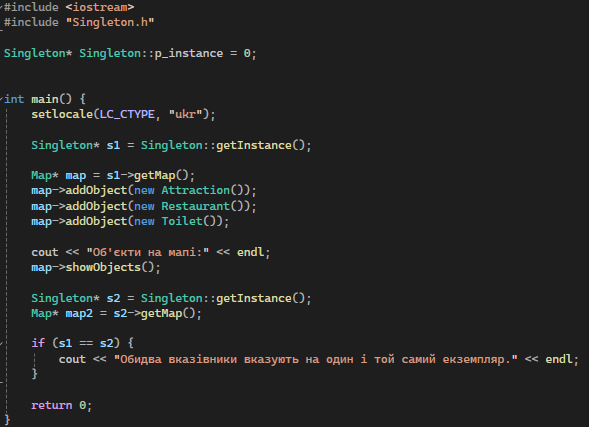 #include <iostream>
#include "Singleton.h"
Singleton* Singleton::p_instance = 0;
int main() {
setlocale(LC_CTYPE, "ukr");
Singleton* s1 = Singleton::getInstance();
Map* map = s1->getMap();
map->addObject(new Attraction());
map->addObject(new Restaurant());
map->addObject(new Toilet());
cout << "Об'єкти на мапі:" << endl;
map->showObjects();
Singleton* s2 = Singleton::getInstance();
Map* map2 = s2->getMap();
if (s1 == s2) {
cout << "Обидва вказівники вказують на один і той самий екземпляр." << endl;
}
return 0;
}